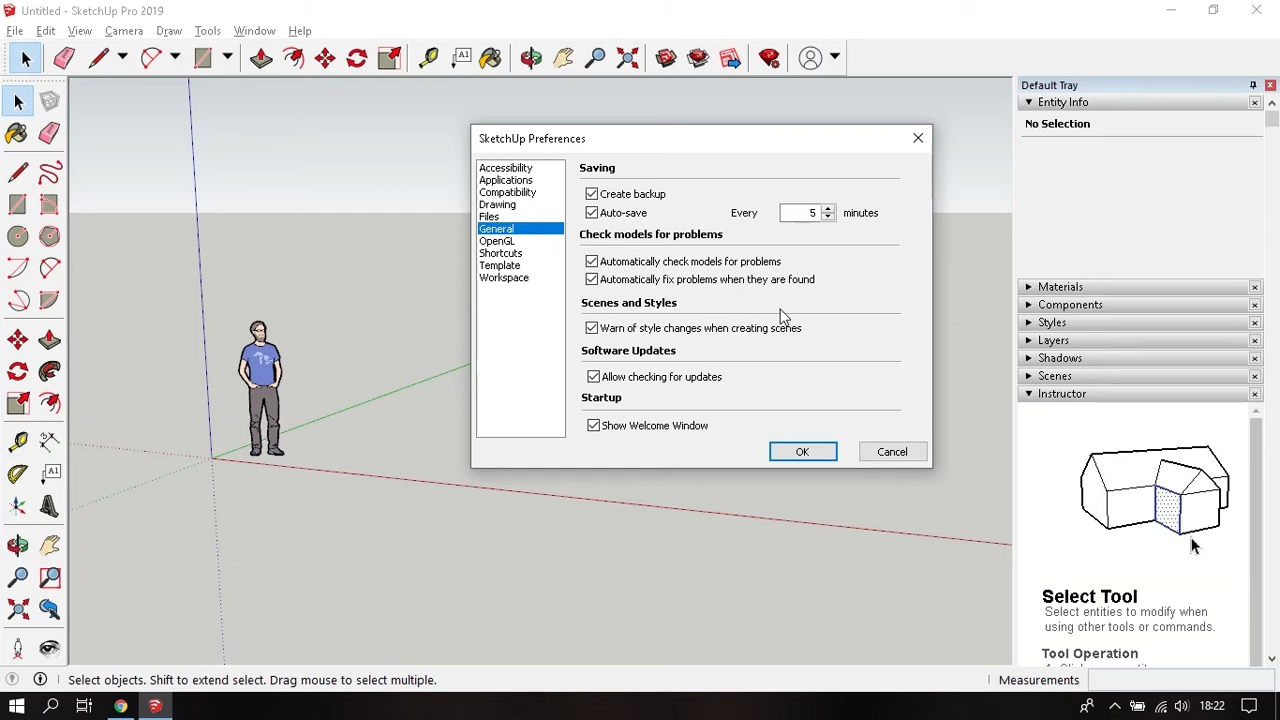 Untitled - SketchUp Pro 2019
File Edit View Camera Draw Tools Window Help
A1
Default Tray
Entity Info
No Selection
SketchUp Preferences
Accessibility
Applications
Compatibility
Drawing
Files
General
OpenGL
Shortcuts
Template
Workspace
Saving
Create backup
Auto-save Every 5 minutes
Check models for problems
Automatically check models for problems
Automatically fix problems when they are found
Scenes and Styles
Warn of style changes when creating scenes
Software Updates
Allow checking for updates
Startup
Show Welcome Window
OK Cancel
Materials
Components
Styles
Layers
Shadows
Scenes
Instructor
A1
Select Tool
Select entities to modify when
using other tools or commands.
Tool Operation
Select objects. Shift to extend select. Drag mouse to select multiple.
Measurements
18:22